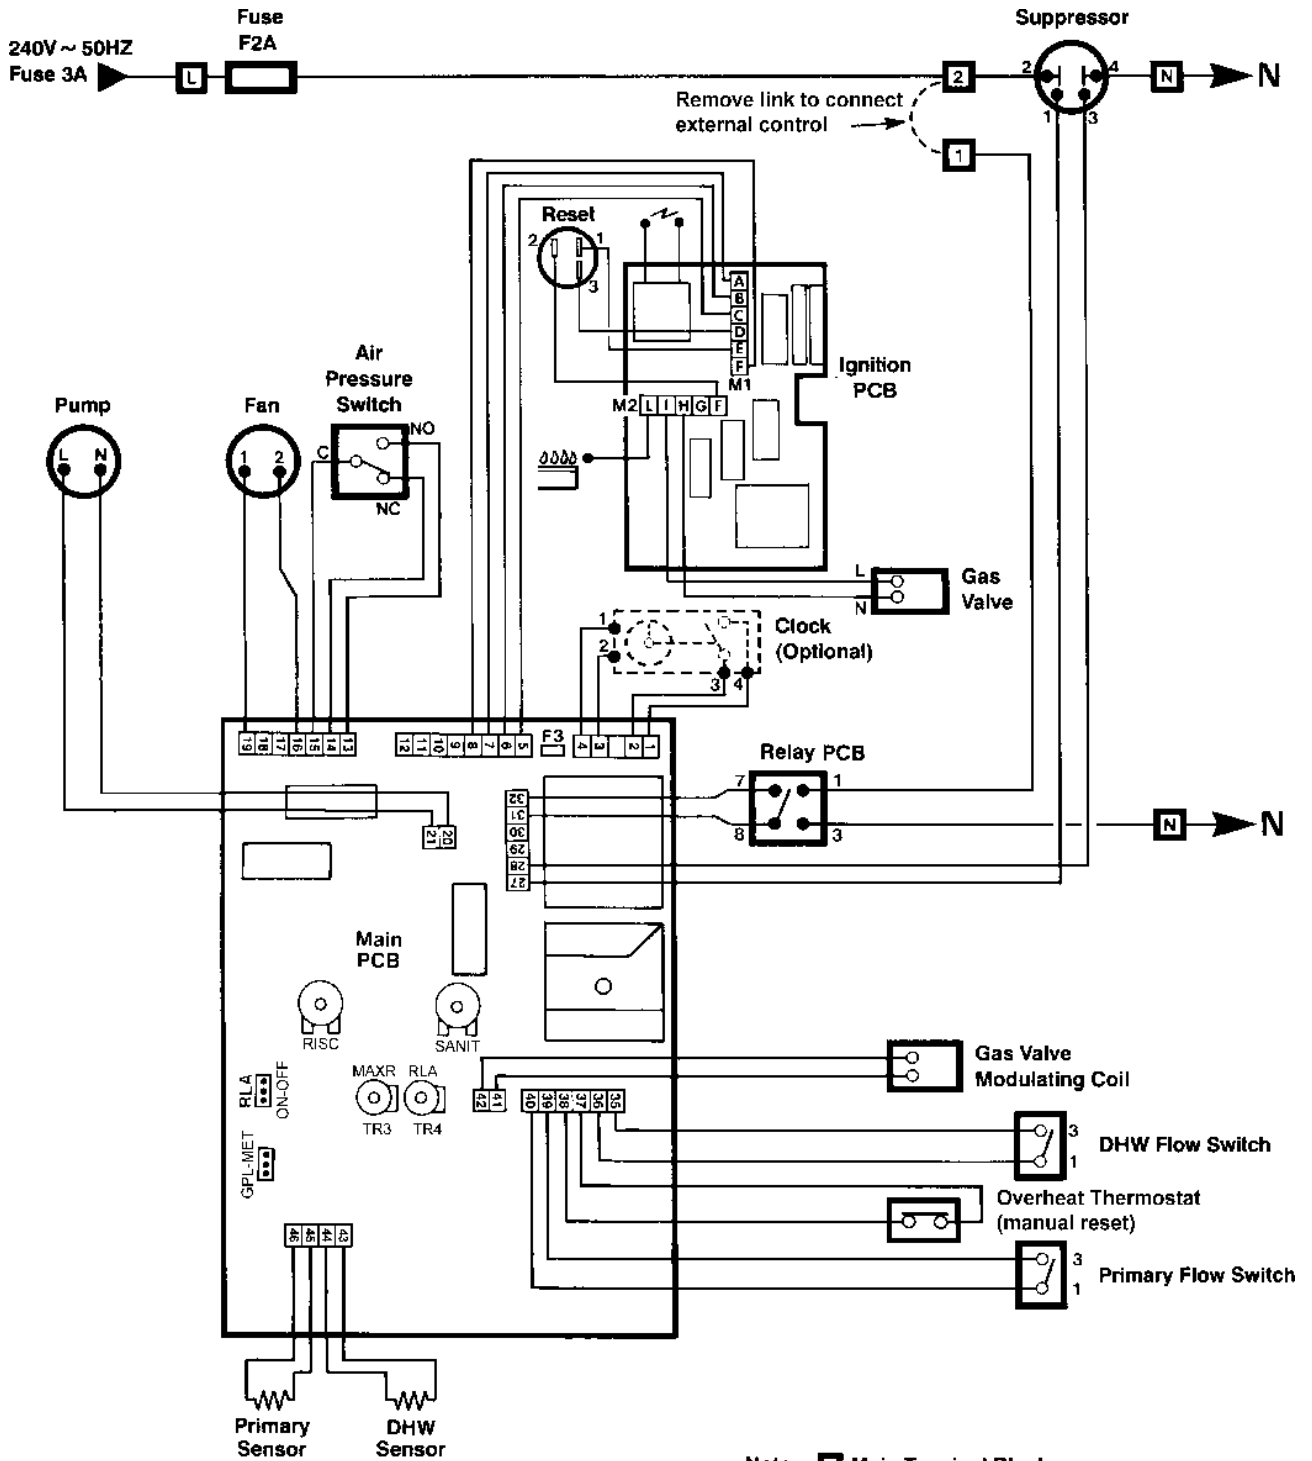 Fuse
F2A
Suppressor
240V ~ 50HZ
Fuse 3A
L
2
2
4
N
N
1
3
Remove link to connect
external control
1
Reset
2
1
3
A
B
C
D
E
F
M1
Ignition
PCB
M2
L
I
H
G
F
Air
Pressure
Switch
NO
C
NC
Pump
L
N
Fan
1
2
L
N
Gas
Valve
1
2
3
4
Clock
(Optional)
19 18 17 16 15 14 13
12 11 10 9 8 7 6 5
F3
4 3 2 1
Relay PCB
7
1
8
3
N
N
32
31
30
29
28
27
21 20
Main
PCB
RISC
SANIT
MAXR
RLA
TR3
TR4
RLA
ON-OFF
GPL-MET
42 41
40 39 38 37 36 35
Gas Valve
Modulating Coil
3
1
DHW Flow Switch
Overheat Thermostat
(manual reset)
3
1
Primary Flow Switch
46 45 44 43
Primary
Sensor
DHW
Sensor